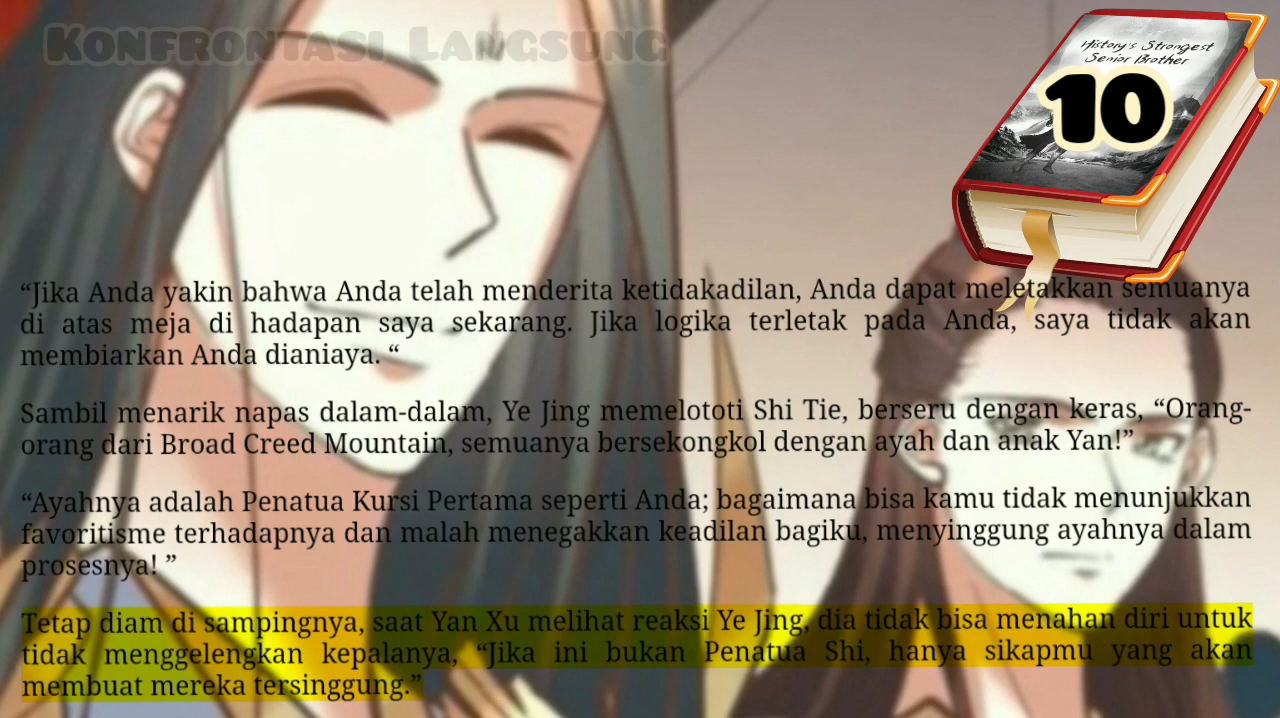 Konfrontasi Langsung
History's Strongest
Senior Brother
10
“Jika Anda yakin bahwa Anda telah menderita ketidakadilan, Anda dapat meletakkan semuanya
di atas meja di hadapan saya sekarang. Jika logika terletak pada Anda, saya tidak akan
membiarkan Anda dianiaya. “
Sambil menarik napas dalam-dalam, Ye Jing memelototi Shi Tie, berseru dengan keras, “Orang-
orang dari Broad Creed Mountain, semuanya bersekongkol dengan ayah dan anak Yan!”
“Ayahnya adalah Penatua Kursi Pertama seperti Anda; bagaimana bisa kamu tidak menunjukkan
favoritisme terhadapnya dan malah menegakkan keadilan bagiku, menyinggung ayahnya dalam
prosesnya! ”
Tetap diam di sampingnya, saat Yan Xu melihat reaksi Ye Jing, dia tidak bisa menahan diri untuk
tidak menggelengkan kepalanya, “Jika ini bukan Penatua Shi, hanya sikapmu yang akan
membuat mereka tersinggung.”